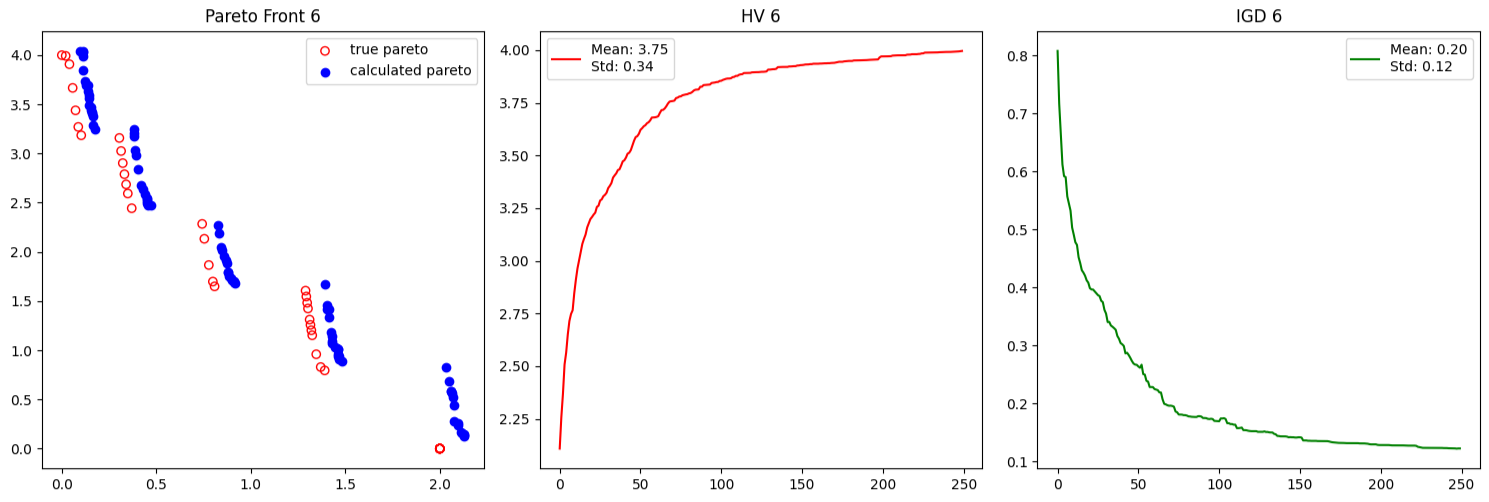 Pareto Front 6
true pareto
calculated pareto
4.0
3.5
3.0
2.5
2.0
1.5
1.0
0.5
0.0
0.0 0.5 1.0 1.5 2.0
HV 6
Mean: 3.75
Std: 0.34
4.00
3.75
3.50
3.25
3.00
2.75
2.50
2.25
0 50 100 150 200 250
IGD 6
Mean: 0.20
Std: 0.12
0.8
0.7
0.6
0.5
0.4
0.3
0.2
0.1
0 50 100 150 200 250